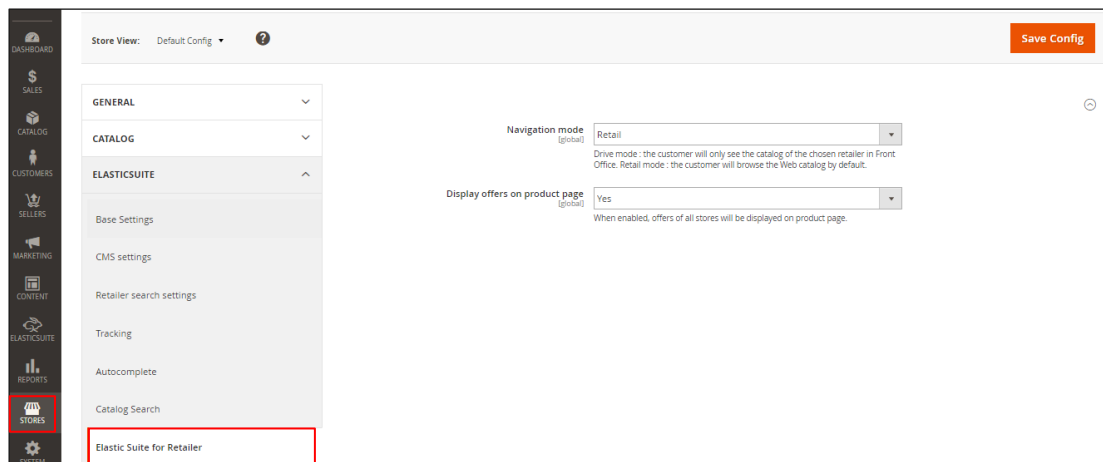 DASHBOARD
SALES
CATALOG
CUSTOMERS
SELLERS
MARKETING
CONTENT
ELASTICSUITE
REPORTS
STORES
SYSTEM
Store View: Default Config
Save Config
GENERAL
CATALOG
ELASTICSUITE
Base Settings
CMS settings
Retailer search settings
Tracking
Autocomplete
Catalog Search
Elastic Suite for Retailer
Navigation mode
[global]
Retail
Drive mode : the customer will only see the catalog of the chosen retailer in Front
Office. Retail mode : the customer will browse the Web catalog by default.
Display offers on product page
[global]
Yes
When enabled, offers of all stores will be displayed on product page.